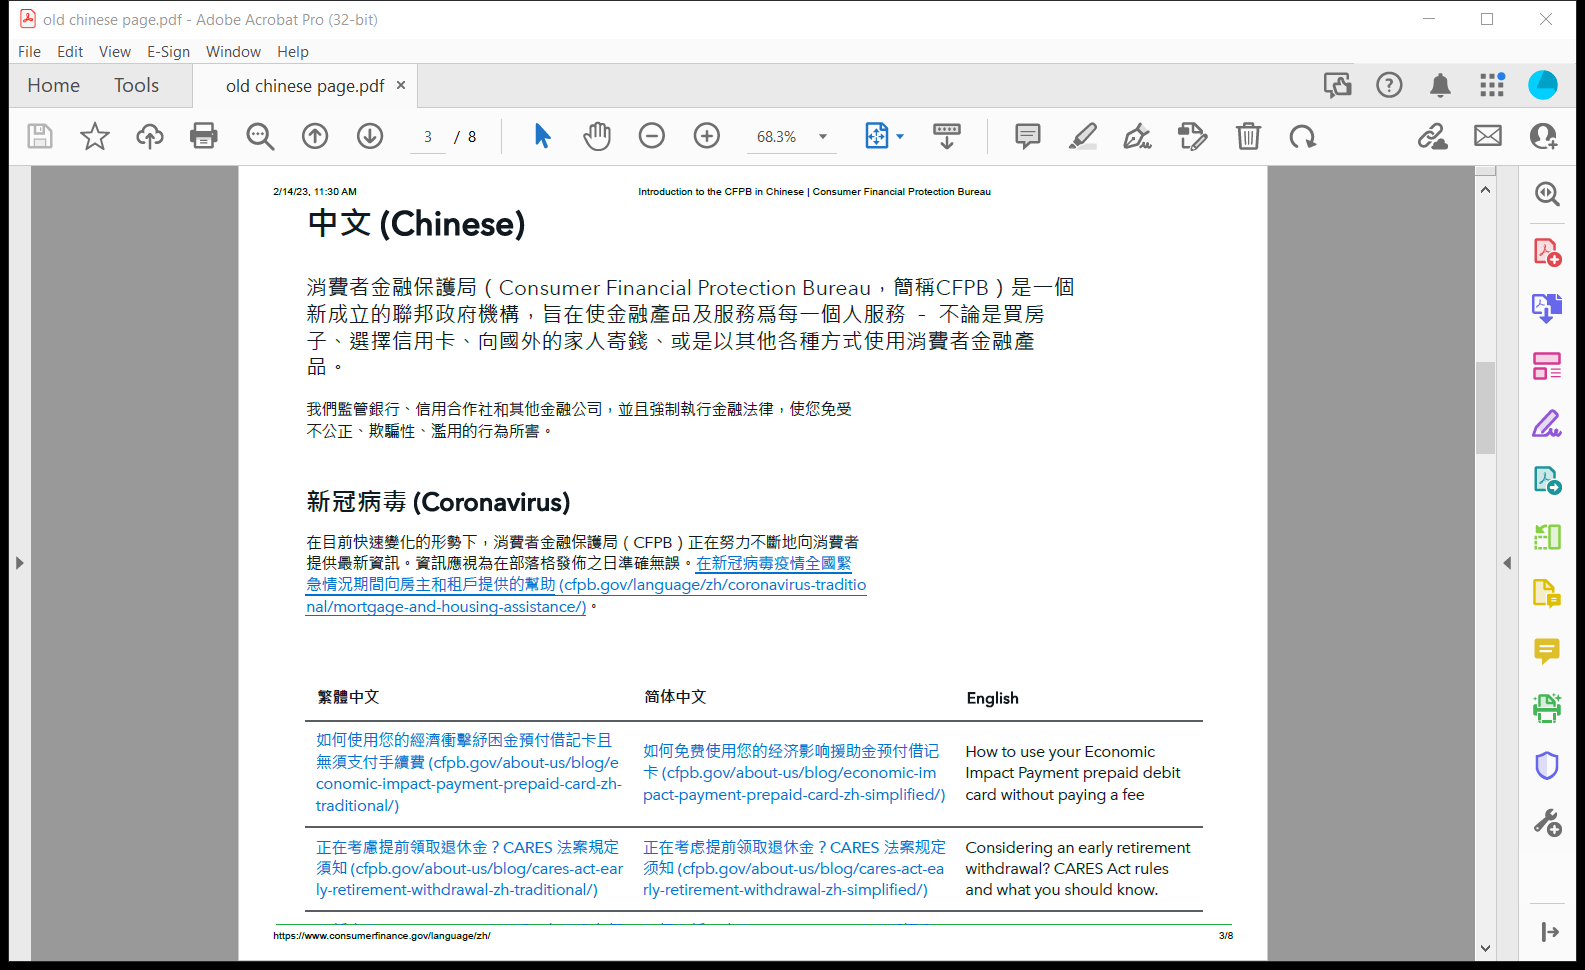 old chinese page.pdf - Adobe Acrobat Pro (32-bit)
File Edit View E-Sign Window Help
Home Tools old chinese page.pdf ×
3 / 8 68.3%
2/14/23, 11:30 AM Introduction to the CFPB in Chinese | Consumer Financial Protection Bureau
中文 (Chinese)
消費者金融保護局（Consumer Financial Protection Bureau，簡稱CFPB）是一個
新成立的聯邦政府機構，旨在使金融產品及服務爲每一個人服務 － 不論是買房
子、選擇信用卡、向國外的家人寄錢、或是以其他各種方式使用消費者金融產
品。
我們監管銀行、信用合作社和其他金融公司，並且強制執行金融法律，使您免受
不公正、欺騙性、濫用的行為所害。
新冠病毒 (Coronavirus)
在目前快速變化的形勢下，消費者金融保護局（CFPB）正在努力不斷地向消費者
提供最新資訊。資訊應視為在部落格發佈之日準確無誤。在新冠病毒疫情全國緊
急情況期間向房主和租戶提供的幫助 (cfpb.gov/language/zh/coronavirus-traditio
nal/mortgage-and-housing-assistance/)。
繁體中文 简体中文 English
如何使用您的經濟衝擊紓困金預付借記卡且
無須支付手續費 (cfpb.gov/about-us/blog/e
conomic-impact-payment-prepaid-card-zh-
traditional/)
如何免费使用您的经济影响援助金预付借记
卡 (cfpb.gov/about-us/blog/economic-im
pact-payment-prepaid-card-zh-simplified/)
How to use your Economic
Impact Payment prepaid debit
card without paying a fee
正在考慮提前領取退休金？CARES 法案規定
須知 (cfpb.gov/about-us/blog/cares-act-ear
ly-retirement-withdrawal-zh-traditional/)
正在考虑提前领取退休金？CARES 法案规定
须知 (cfpb.gov/about-us/blog/cares-act-ea
rly-retirement-withdrawal-zh-simplified/)
Considering an early retirement
withdrawal? CARES Act rules
and what you should know.
https://www.consumerfinance.gov/language/zh/ 3/8